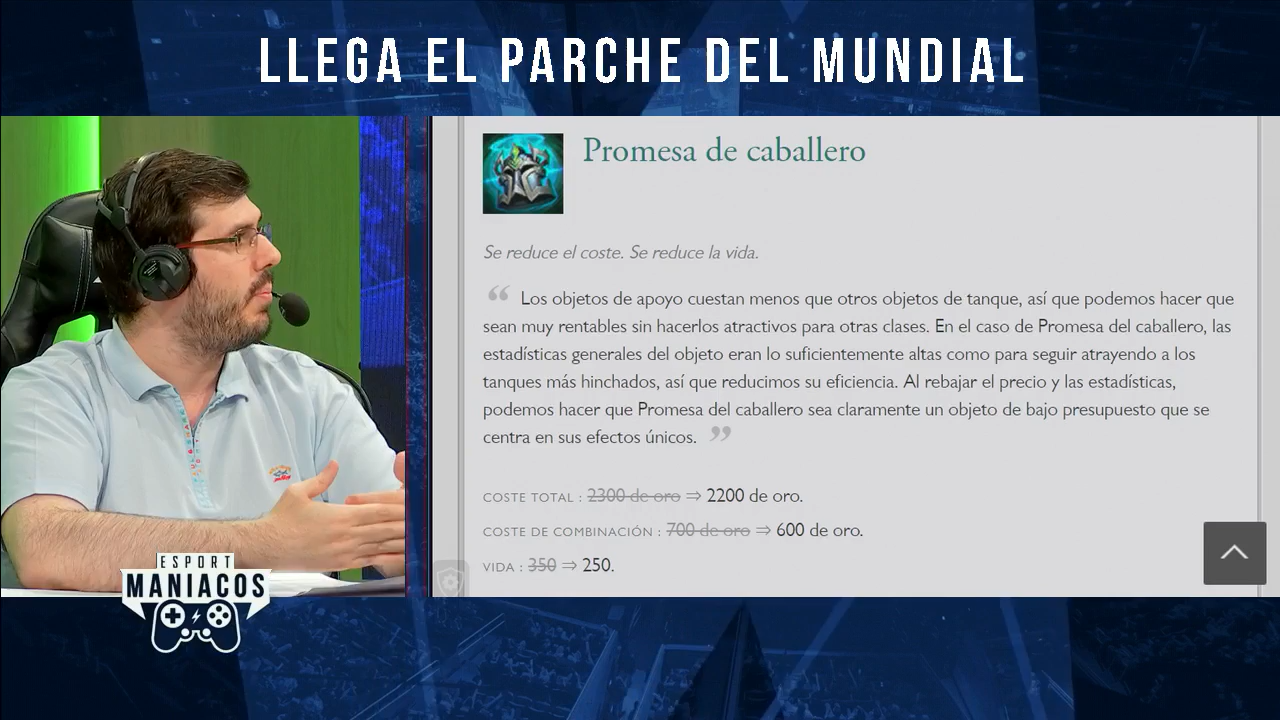 LLEGA EL PARCHE DEL MUNDIAL
Promesa de caballero
Se reduce el coste. Se reduce la vida.
“ Los objetos de apoyo cuestan menos que otros objetos de tanque, así que podemos hacer que
sean muy rentables sin hacerlos atractivos para otras clases. En el caso de Promesa del caballero, las
estadísticas generales del objeto eran lo suficientemente altas como para seguir atrayendo a los
tanques más hinchados, así que reducimos su eficiencia. Al rebajar el precio y las estadísticas,
podemos hacer que Promesa del caballero sea claramente un objeto de bajo presupuesto que se
centra en sus efectos únicos. ”
COSTE TOTAL : 2300 de oro ⇒ 2200 de oro.
COSTE DE COMBINACIÓN : 700 de oro ⇒ 600 de oro.
VIDA : 350 ⇒ 250.
ESPORT
MANIACOS